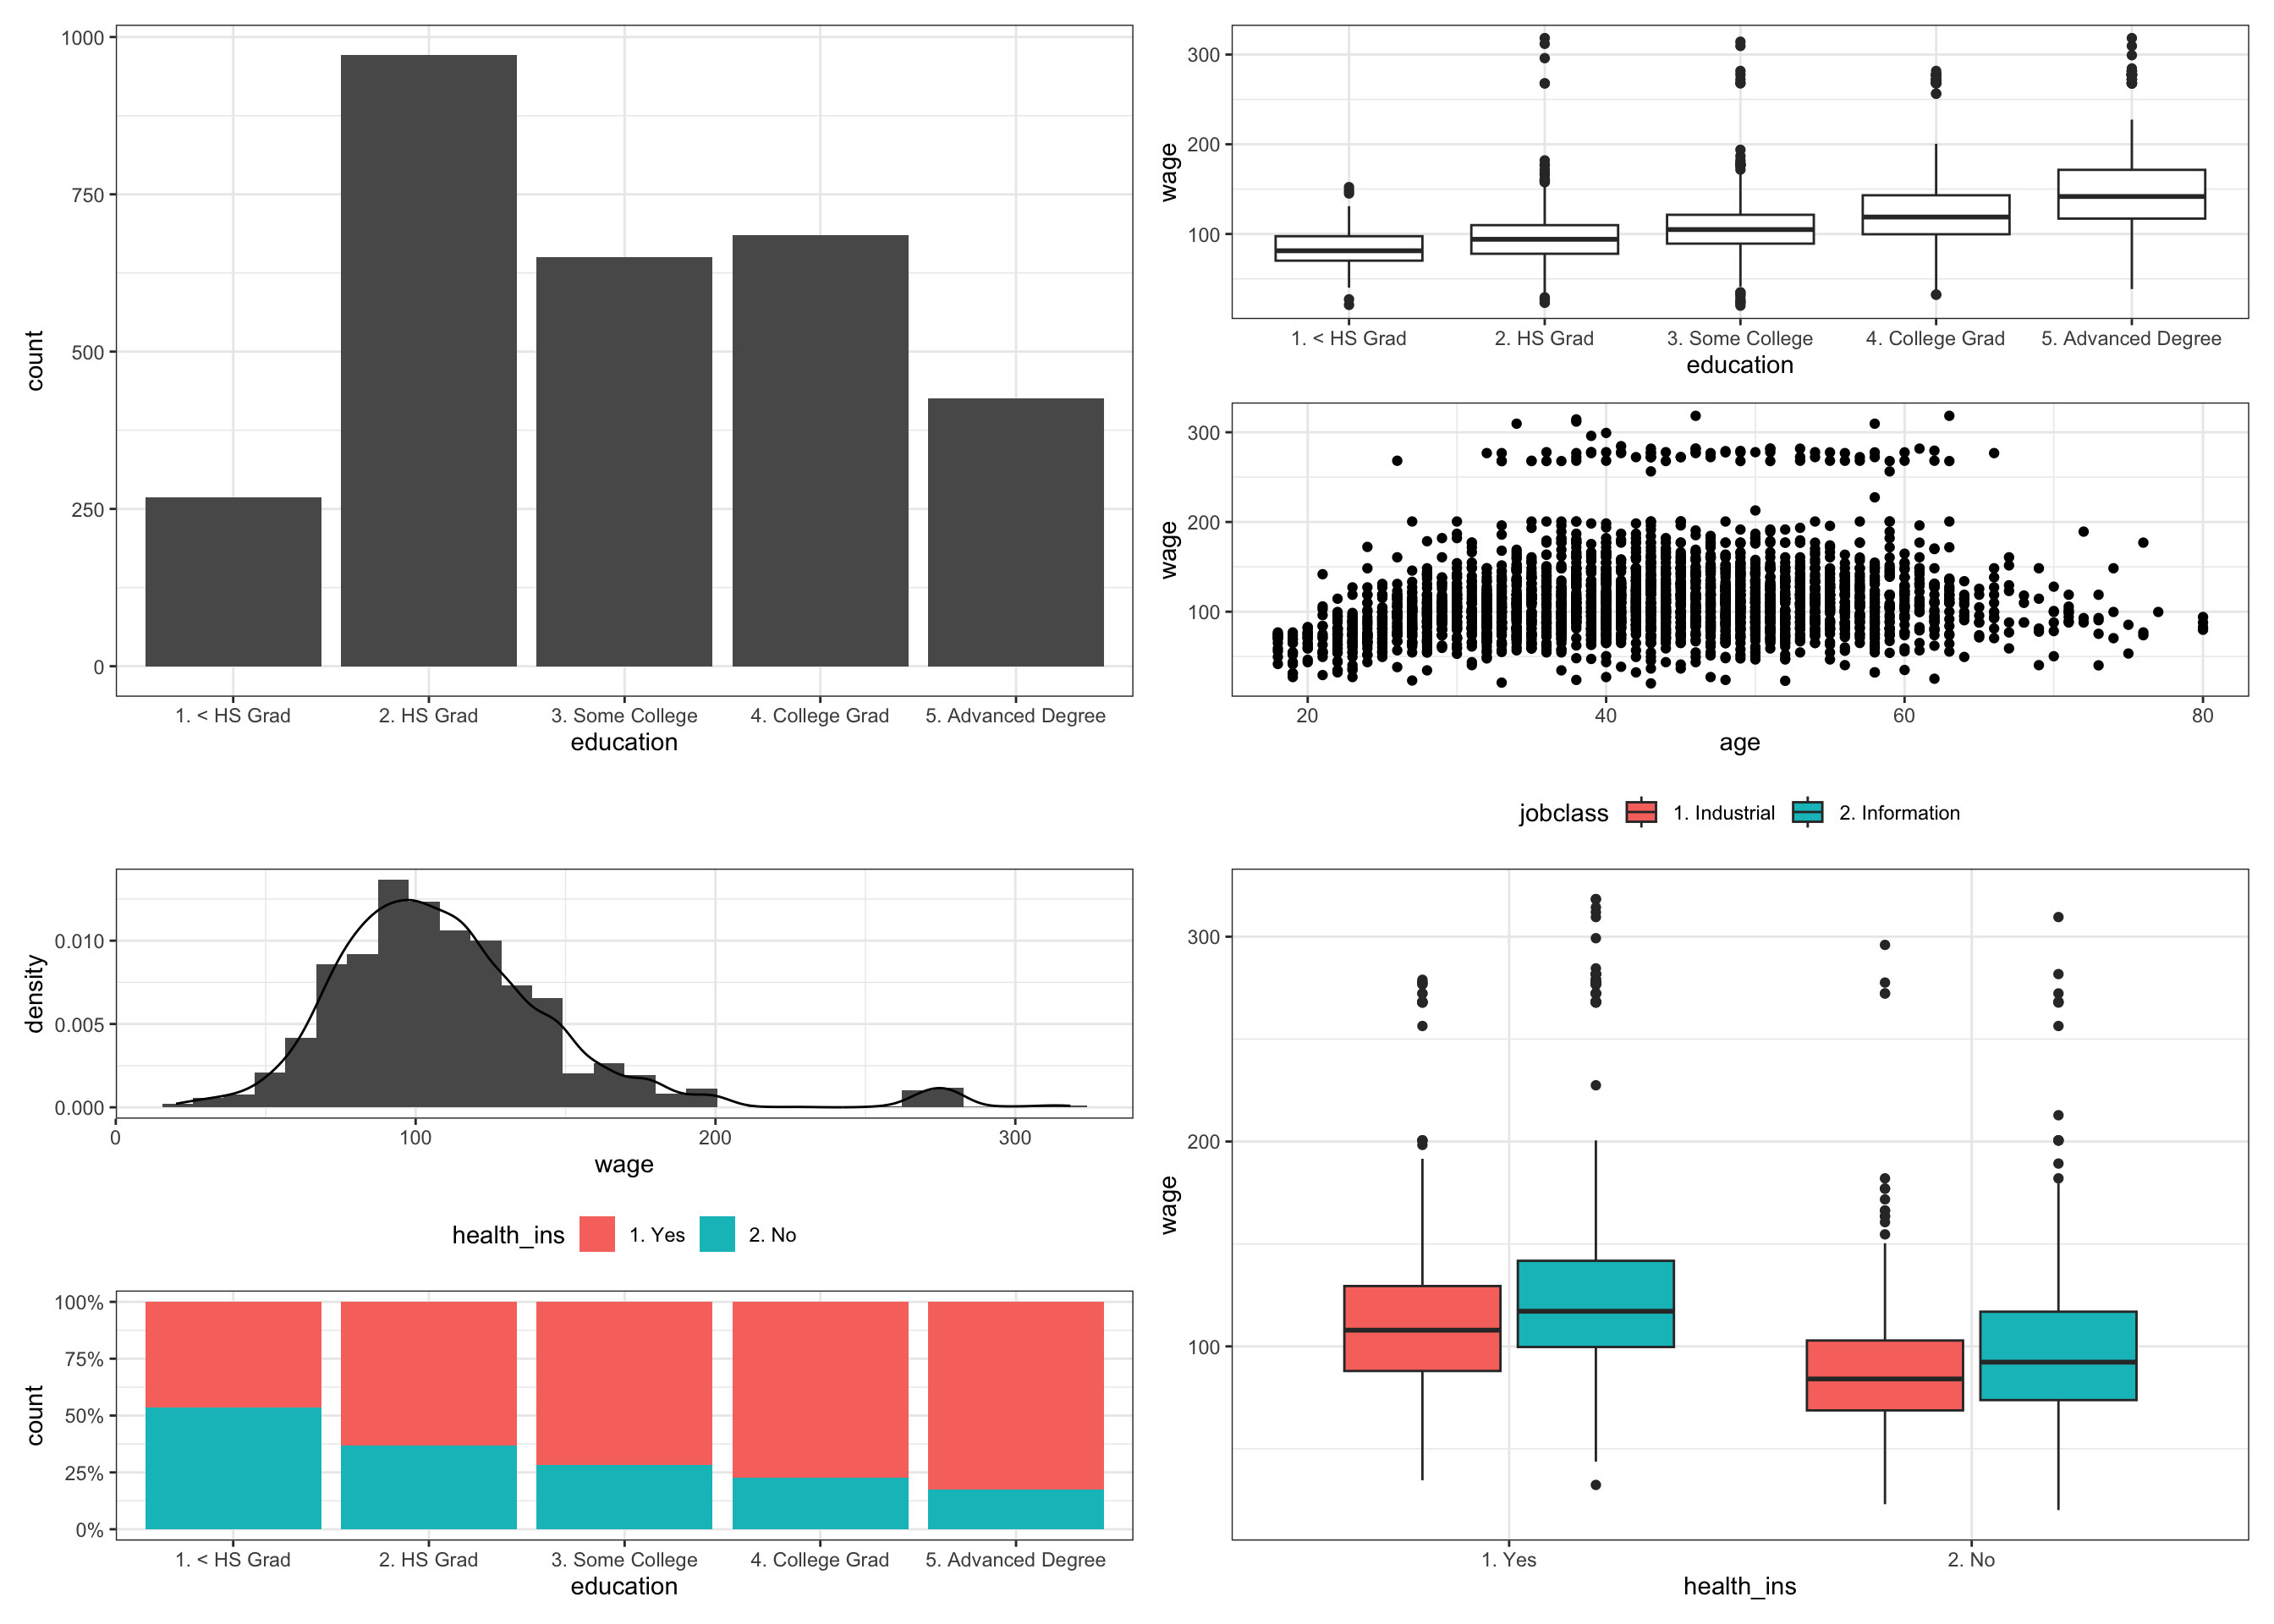 1000
750
500
250
0
count
1. < HS Grad 2. HS Grad 3. Some College 4. College Grad 5. Advanced Degree
education
300
200
100
wage
1. < HS Grad 2. HS Grad 3. Some College 4. College Grad 5. Advanced Degree
education
300
200
100
wage
20 40 60 80
age
0.010
0.005
0.000
density
0 100 200 300
wage
health_ins 1. Yes 2. No
100%
75%
50%
25%
0%
count
1. < HS Grad 2. HS Grad 3. Some College 4. College Grad 5. Advanced Degree
education
jobclass 1. Industrial 2. Information
300
200
100
wage
1. Yes 2. No
health_ins